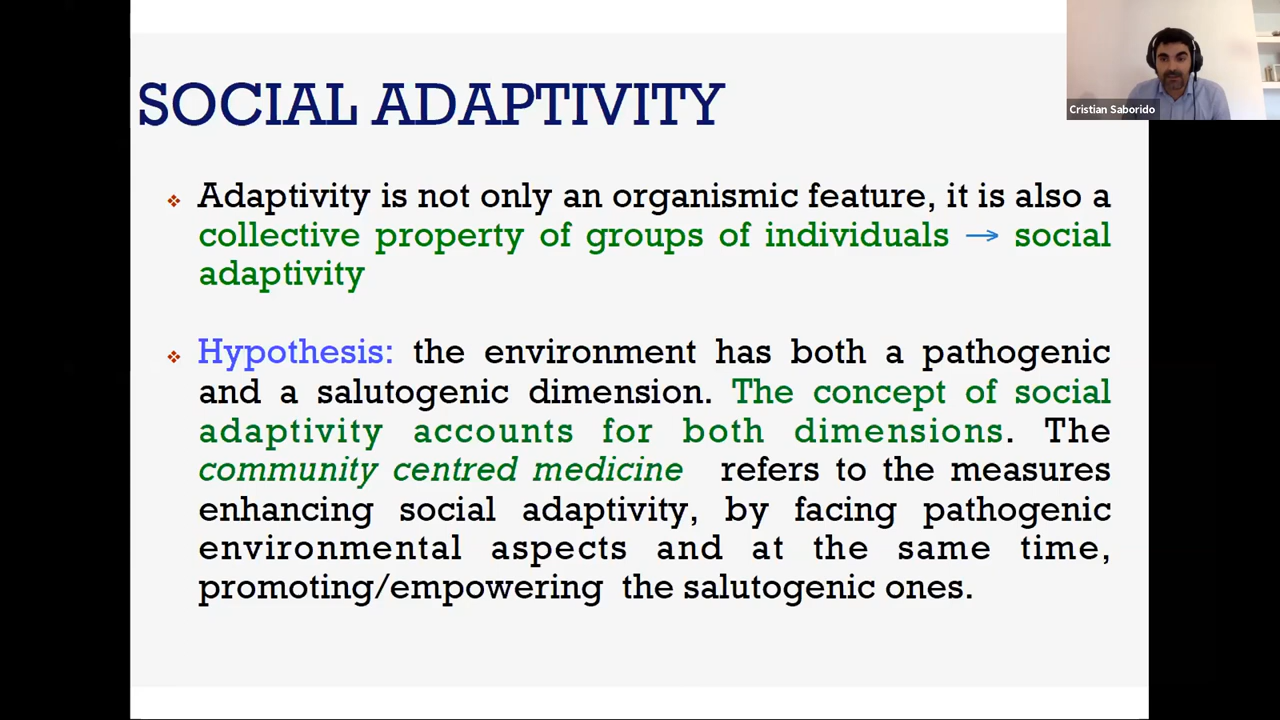 SOCIAL ADAPTIVITY
Cristian Saborido
❖ Adaptivity is not only an organismic feature, it is also a
collective property of groups of individuals → social
adaptivity
❖ Hypothesis: the environment has both a pathogenic
and a salutogenic dimension. The concept of social
adaptivity accounts for both dimensions. The
community centred medicine refers to the measures
enhancing social adaptivity, by facing pathogenic
environmental aspects and at the same time,
promoting/empowering the salutogenic ones.